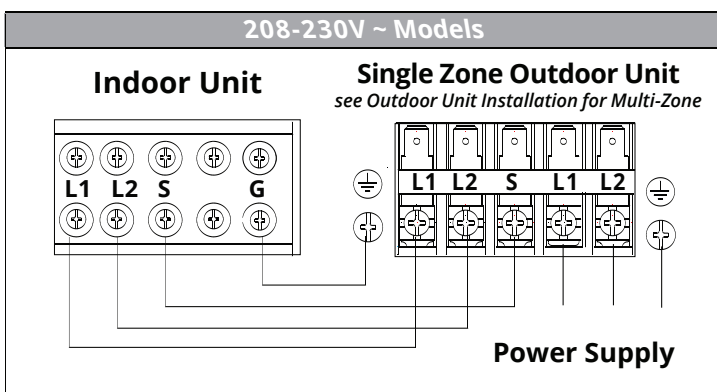 208-230V ~ Models
Indoor Unit
Single Zone Outdoor Unit
see Outdoor Unit Installation for Multi-Zone
L1 L2 S G
L1 L2 S L1 L2
Power Supply